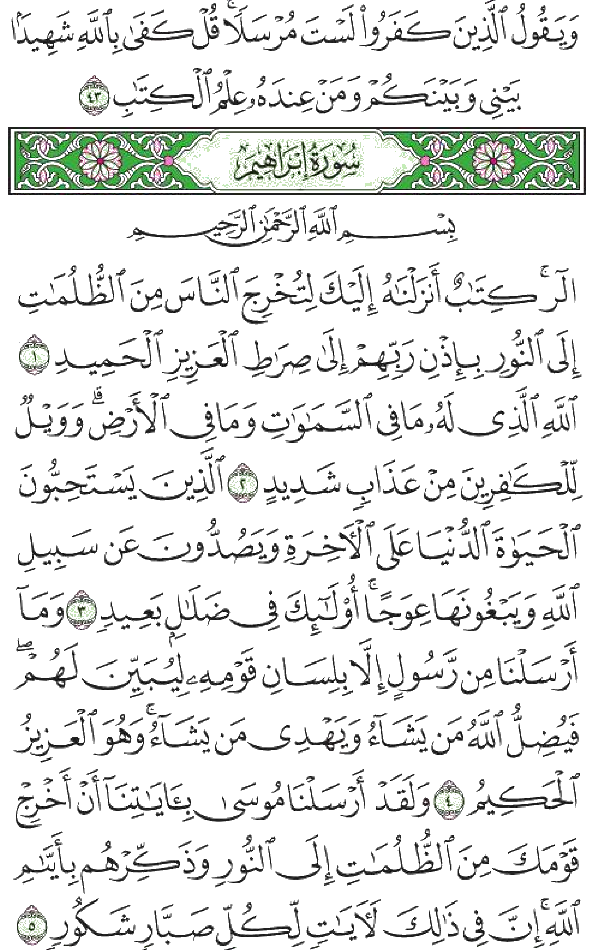 وَيَقُولُ ٱلَّذِينَ كَفَرُوا۟ لَسْتَ مُرْسَلًا ۚ قُلْ كَفَىٰ بِٱللَّهِ شَهِيدًۢا
بَيْنِى وَبَيْنَكُمْ وَمَنْ عِندَهُۥ عِلْمُ ٱلْكِتَـٰبِ ٤٣
سُورَةُ إِبْرَاهِيمَ
بِسْمِ ٱللَّهِ ٱلرَّحْمَـٰنِ ٱلرَّحِيمِ
الٓر ۚ كِتَـٰبٌ أَنزَلْنَـٰهُ إِلَيْكَ لِتُخْرِجَ ٱلنَّاسَ مِنَ ٱلظُّلُمَـٰتِ
إِلَى ٱلنُّورِ بِإِذْنِ رَبِّهِمْ إِلَىٰ صِرَٰطِ ٱلْعَزِيزِ ٱلْحَمِيدِ ١
ٱللَّهِ ٱلَّذِى لَهُۥ مَا فِى ٱلسَّمَـٰوَٰتِ وَمَا فِى ٱلْأَرْضِ ۗ وَوَيْلٌ
لِّلْكَـٰفِرِينَ مِنْ عَذَابٍ شَدِيدٍ ٢ ٱلَّذِينَ يَسْتَحِبُّونَ
ٱلْحَيَوٰةَ ٱلدُّنْيَا عَلَى ٱلْـَٔاخِرَةِ وَيَصُدُّونَ عَن سَبِيلِ
ٱللَّهِ وَيَبْغُونَهَا عِوَجًا ۚ أُو۟لَـٰٓئِكَ فِى ضَلَـٰلٍۭ بَعِيدٍ ٣ وَمَآ
أَرْسَلْنَا مِن رَّسُولٍ إِلَّا بِلِسَانِ قَوْمِهِۦ لِيُبَيِّنَ لَهُمْ ۖ
فَيُضِلُّ ٱللَّهُ مَن يَشَآءُ وَيَهْدِى مَن يَشَآءُ ۚ وَهُوَ ٱلْعَزِيزُ
ٱلْحَكِيمُ ٤ وَلَقَدْ أَرْسَلْنَا مُوسَىٰ بِـَٔايَـٰتِنَآ أَنْ أَخْرِجْ
قَوْمَكَ مِنَ ٱلظُّلُمَـٰتِ إِلَى ٱلنُّورِ وَذَكِّرْهُم بِأَيَّىٰمِ
ٱللَّهِ ۚ إِنَّ فِى ذَٰلِكَ لَـَٔايَـٰتٍ لِّكُلِّ صَبَّارٍ شَكُورٍ ٥